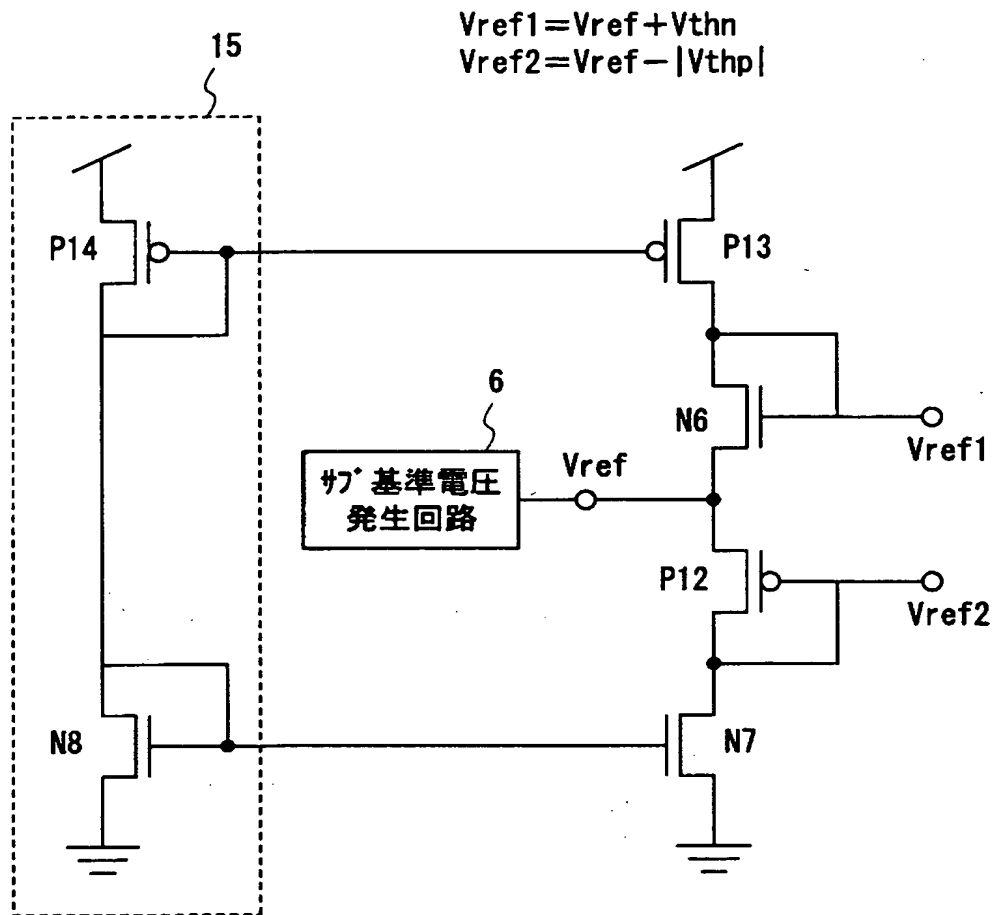 Vref1=Vref+Vthn
Vref2=Vref-|Vthp|
15
P14
P13
6
N6
Vref1
Vref
ｻﾌﾞ基準電圧
発生回路
P12
Vref2
N8
N7